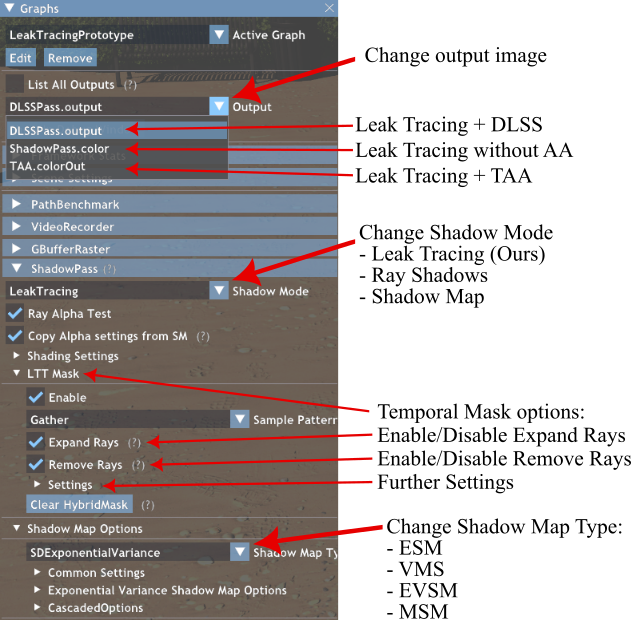 Graphs
LeakTracingPrototype Active Graph
Edit Remove
Change output image
List All Outputs (?)
DLSSPass.output Output
DLSSPass.output
Leak Tracing + DLSS
ShadowPass.color
Leak Tracing without AA
Framework Stats
TAA.colorOut
Leak Tracing + TAA
Scene Settings
PathBenchmark
VideoRecorder
GBufferRaster
ShadowPass (?)
Change Shadow Mode
- Leak Tracing (Ours)
- Ray Shadows
- Shadow Map
LeakTracing Shadow Mode
Ray Alpha Test
Copy Alpha settings from SM (?)
Shading Settings
LTT Mask
Enable
Gather Sample Pattern
Temporal Mask options:
Expand Rays (?)
Enable/Disable Expand Rays
Remove Rays (?)
Enable/Disable Remove Rays
Settings
Further Settings
Clear HybridMask (?)
Shadow Map Options
Change Shadow Map Type:
- ESM
- VMS
- EVSM
- MSM
SDExponentialVariance Shadow Map Ty
Common Settings
Exponential Variance Shadow Map Options
CascadedOptions